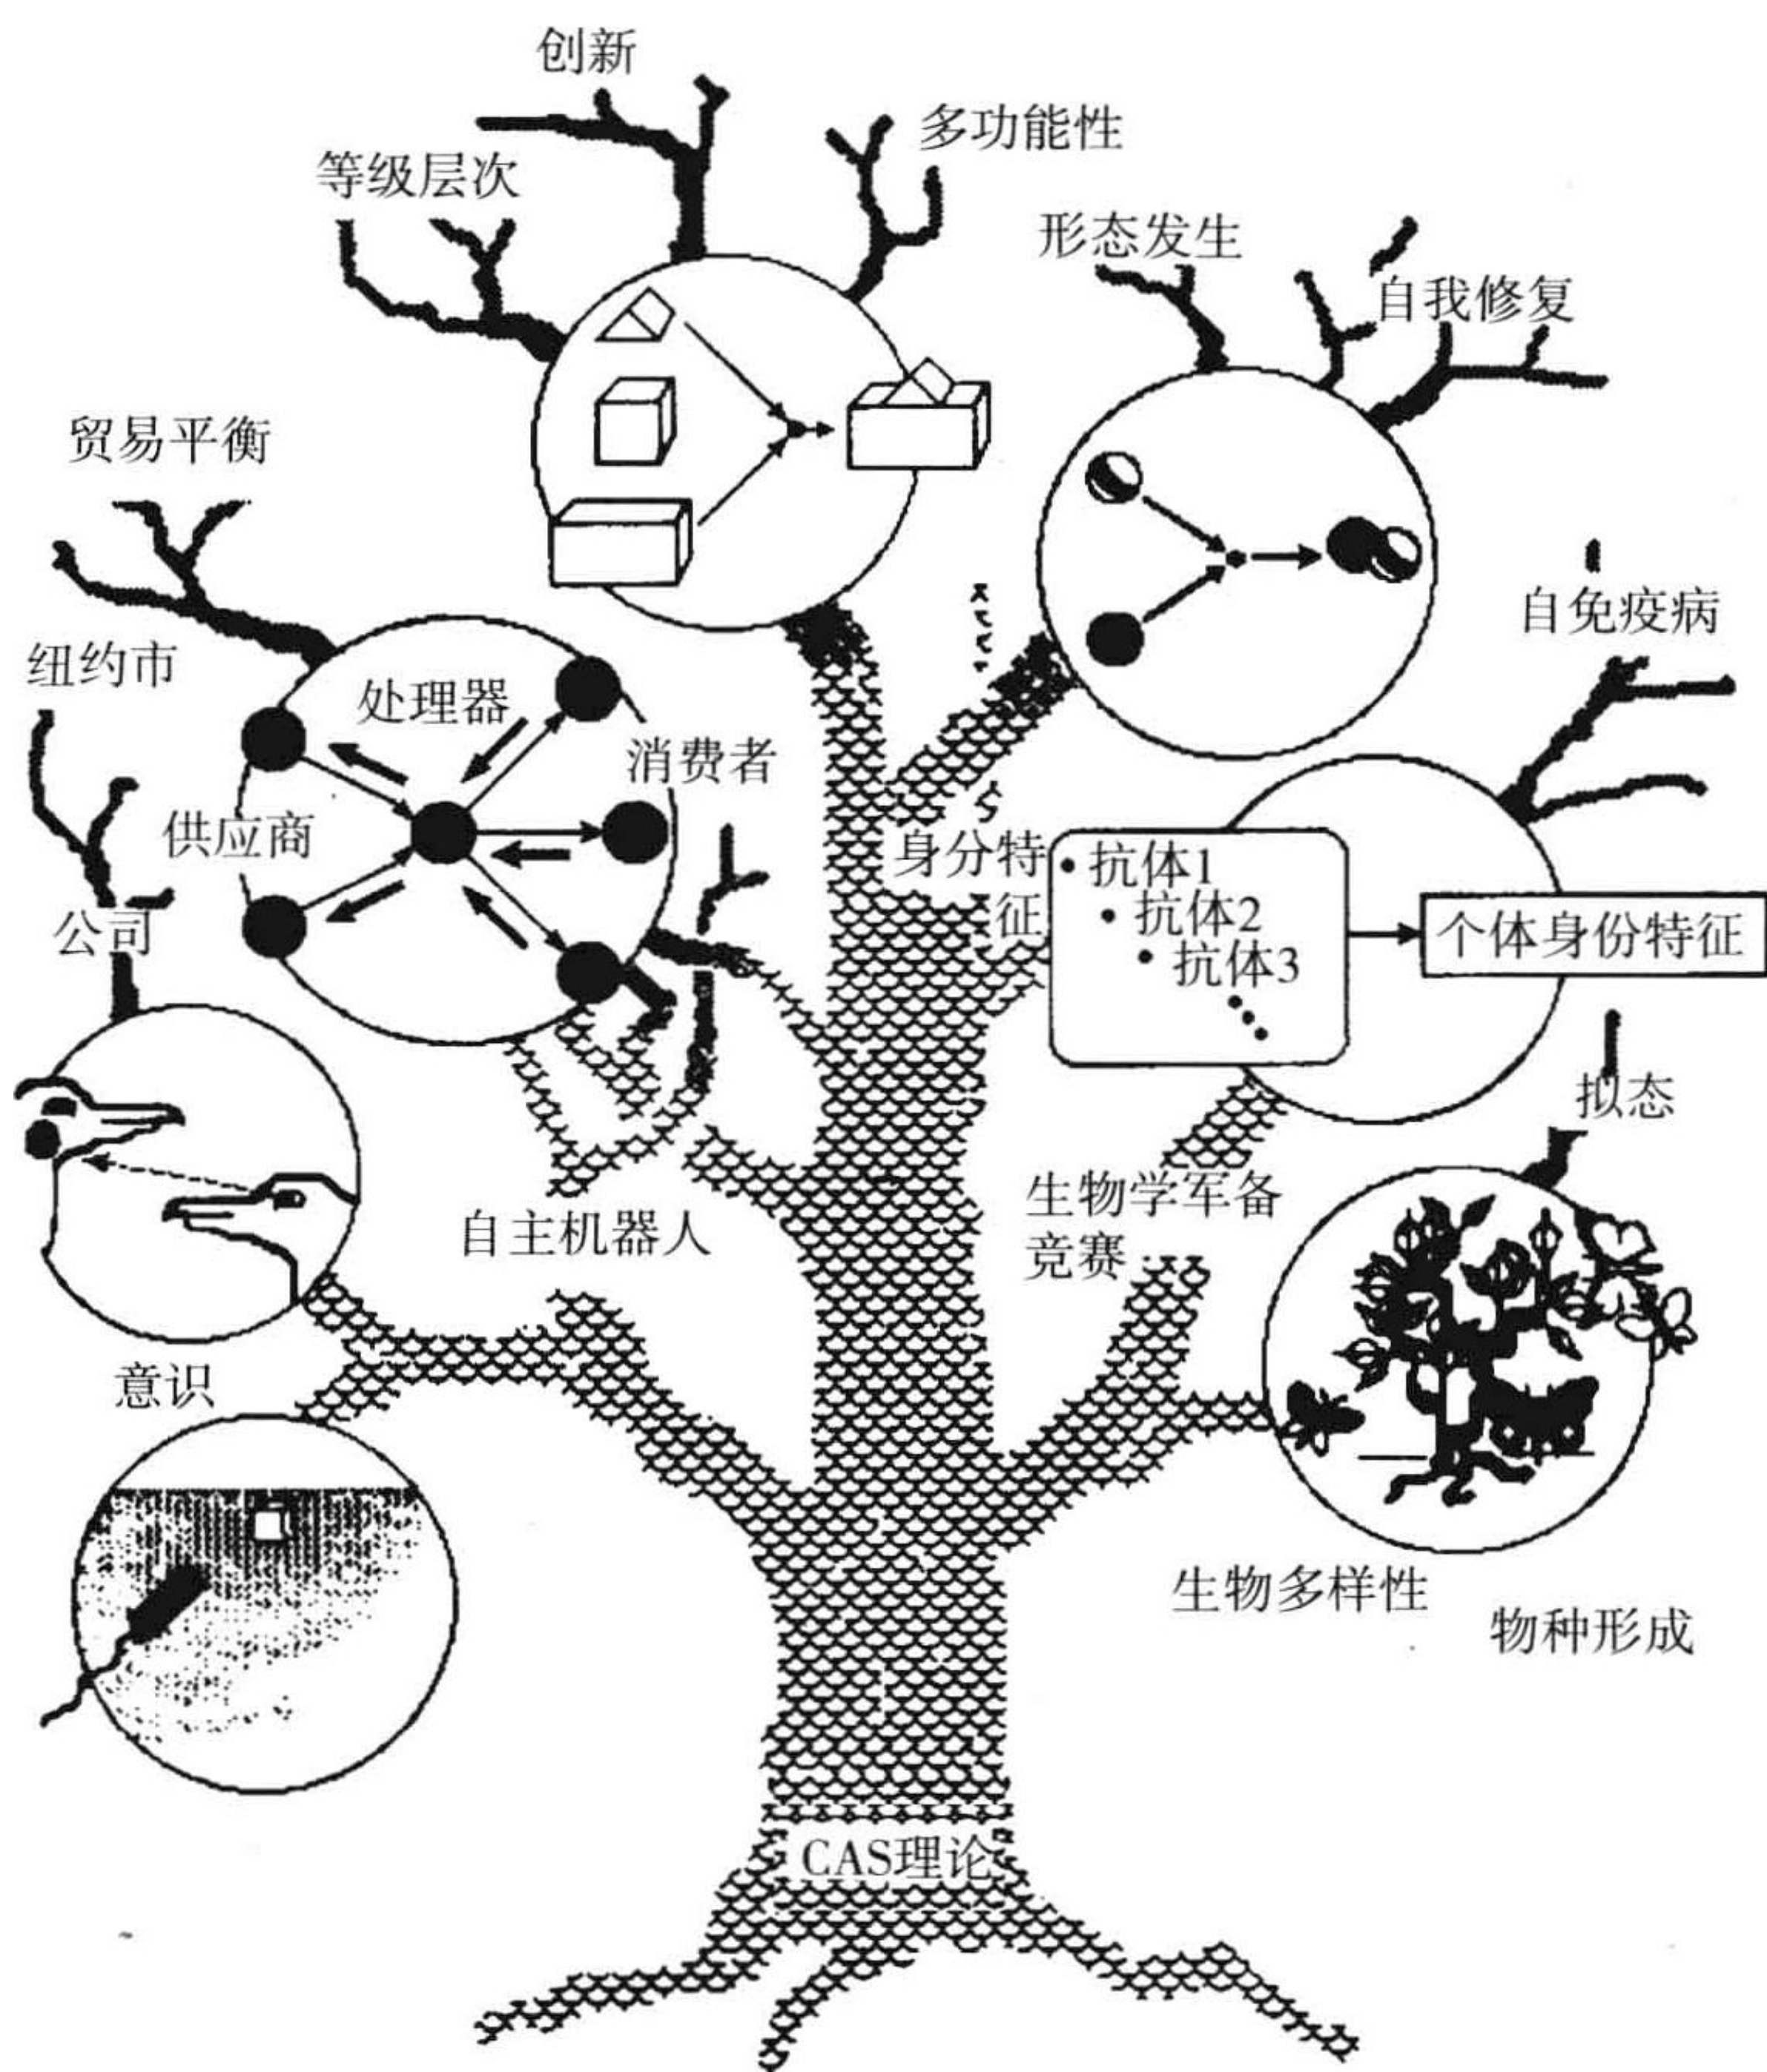 创新
多功能性
等级层次
形态发生
自我修复
贸易平衡
自免疫病
纽约市
处理器
消费者
供应商
身分特
征
抗体1
抗体2
抗体3
个体身份特征
公司
拟态
生物学军备
竞赛
自主机器人
意识
生物多样性
物种形成
CAS理论